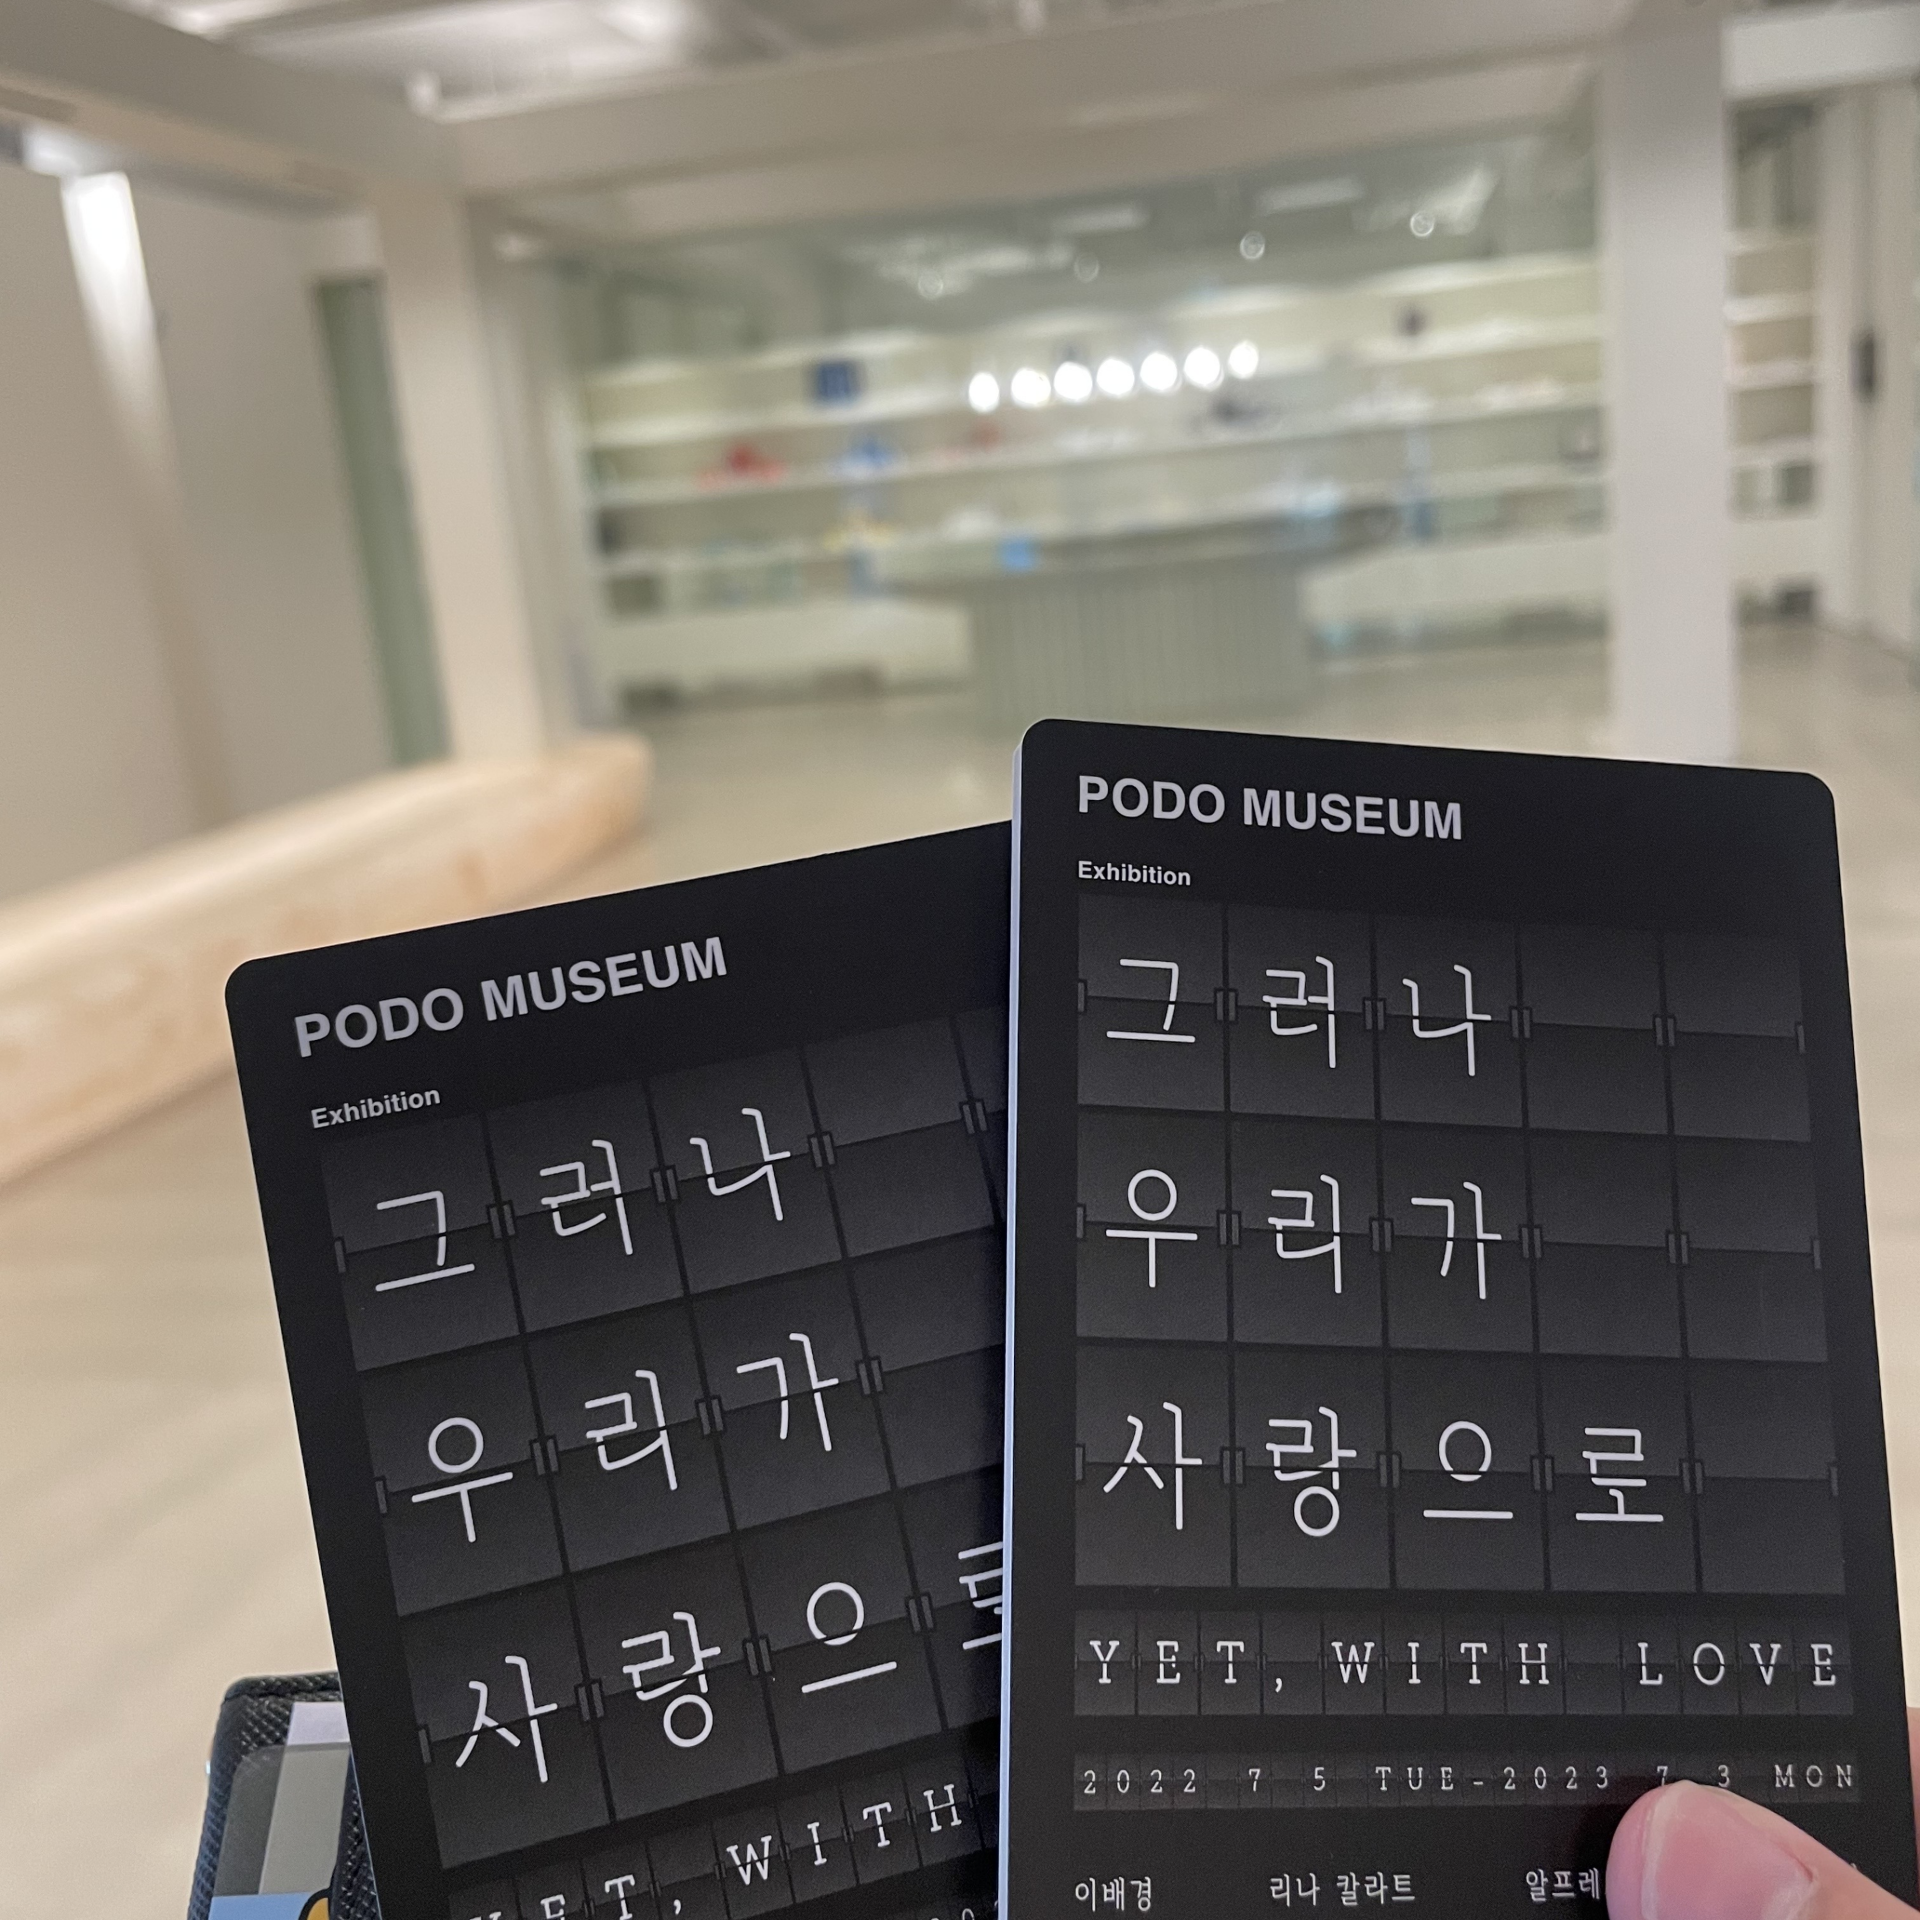 PODO MUSEUM
Exhibition
그러나
우리가
사랑으로
YET, WITH
PODO MUSEUM
Exhibition
그러나
우리가
사랑으로
YET, WITH LOVE
2022 7 5 TUE-2023 7 3 MON
이배경 리나 칼라트 알프레